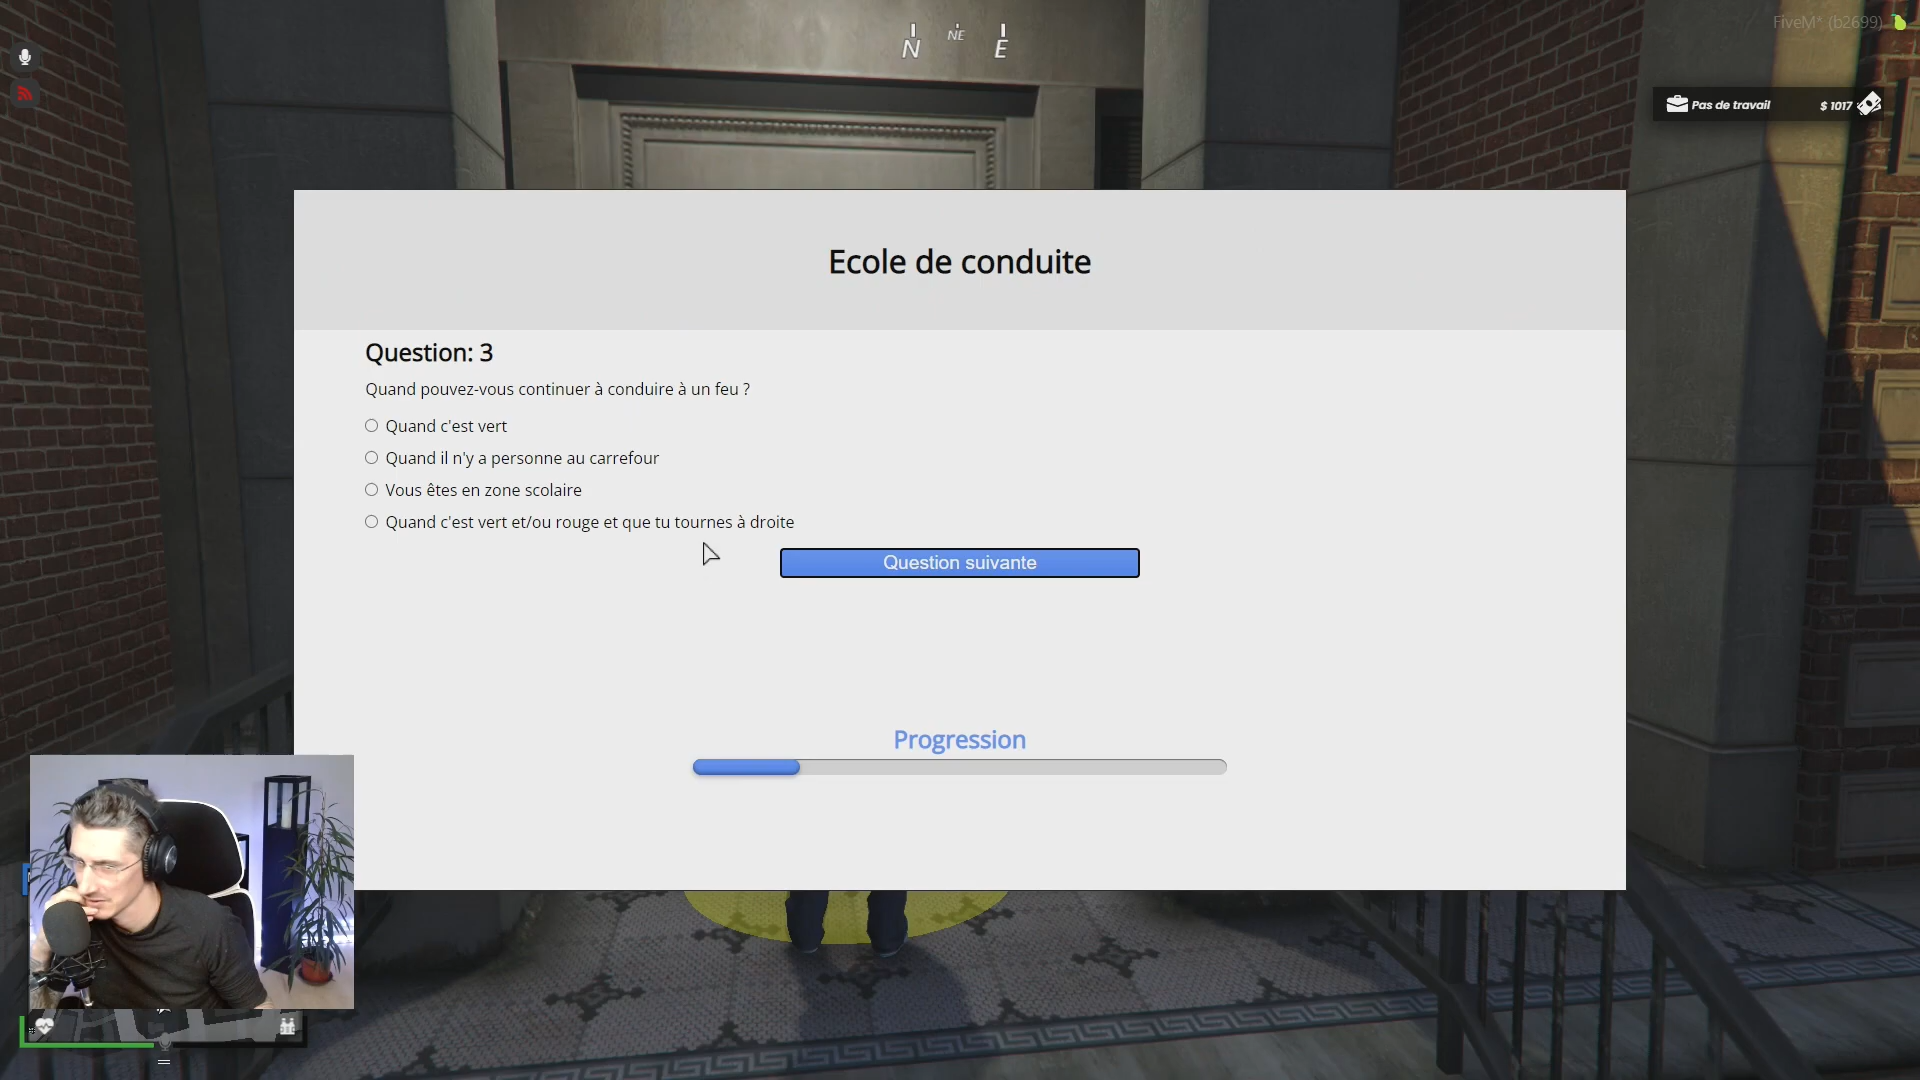 N NE E
FiveM* (b2699)
Pas de travail $ 1017
Ecole de conduite
Question: 3
Quand pouvez-vous continuer à conduire à un feu ?
Quand c'est vert
Quand il n'y a personne au carrefour
Vous êtes en zone scolaire
Quand c'est vert et/ou rouge et que tu tournes à droite
Question suivante
Progression